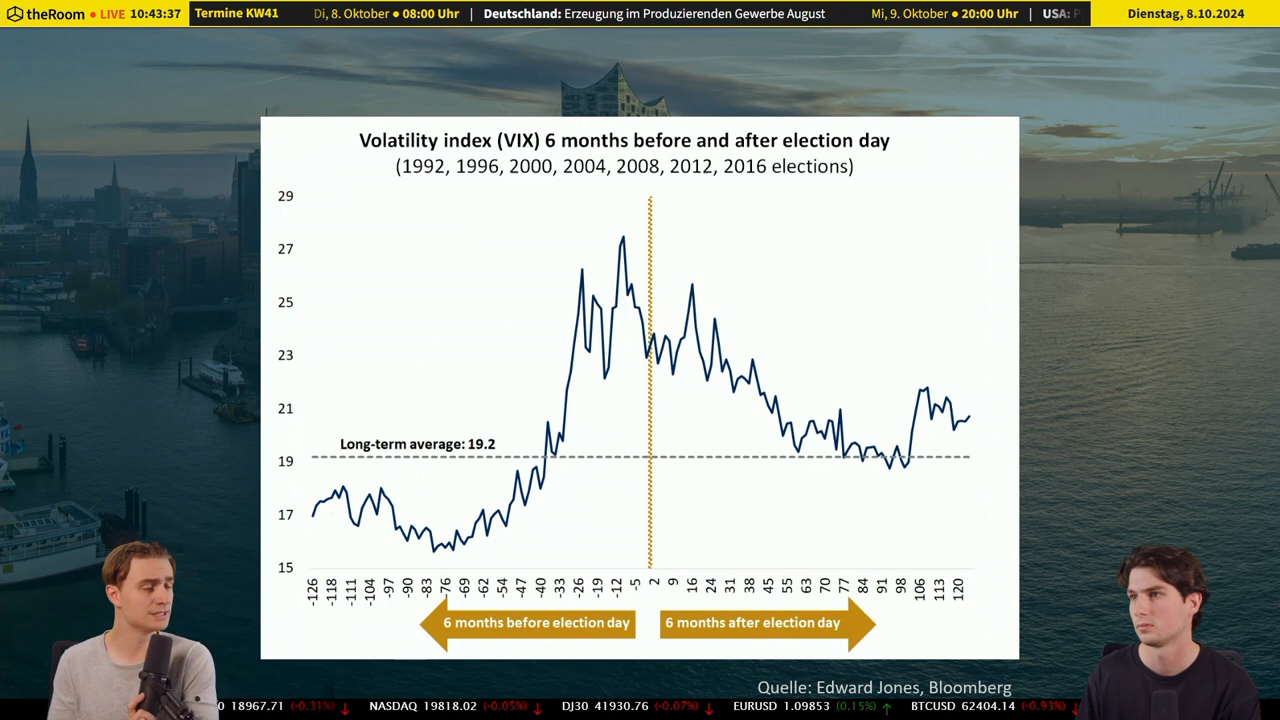 theRoom ● LIVE 10:43:37
Termine KW41
Di, 8. Oktober ● 08:00 Uhr | Deutschland: Erzeugung im Produzierenden Gewerbe August
Mi, 9. Oktober ● 20:00 Uhr | USA:
Dienstag, 8.10.2024
Volatility index (VIX) 6 months before and after election day
(1992, 1996, 2000, 2004, 2008, 2012, 2016 elections)
29
27
25
23
21
19
17
15
Long-term average: 19.2
-126 -118 -111 -104 -97 -90 -83 -76 -69 -62 -54 -47 -40 -33 -26 -19 -12 -5 2 9 16 24 31 38 45 55 63 70 77 84 91 98 106 113 120
6 months before election day
6 months after election day
Quelle: Edward Jones, Bloomberg
0 18967.71 (-0.31%) ↓ NASDAQ 19818.02 (-0.05%) ↓ DJ30 41930.76 (-0.07%) ↓ EURUSD 1.09853 (0.15%) ↑ BTCUSD 62404.14 (-0.93%) ↓